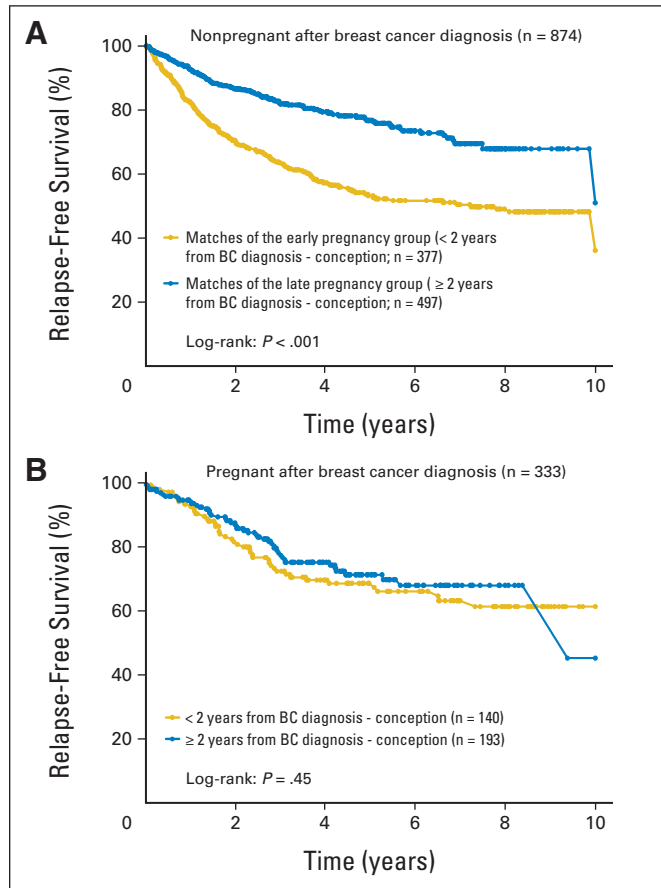 A
Nonpregnant after breast cancer diagnosis (n = 874)
Relapse-Free Survival (%)
100
80
60
40
20
Matches of the early pregnancy group (< 2 years
from BC diagnosis - conception; n = 377)
Matches of the late pregnancy group ( ≥ 2 years
from BC diagnosis - conception; n = 497)
Log-rank: P < .001
0 2 4 6 8 10
Time (years)
B
Pregnant after breast cancer diagnosis (n = 333)
Relapse-Free Survival (%)
100
80
60
40
20
< 2 years from BC diagnosis - conception (n = 140)
≥ 2 years from BC diagnosis - conception (n = 193)
Log-rank: P = .45
0 2 4 6 8 10
Time (years)